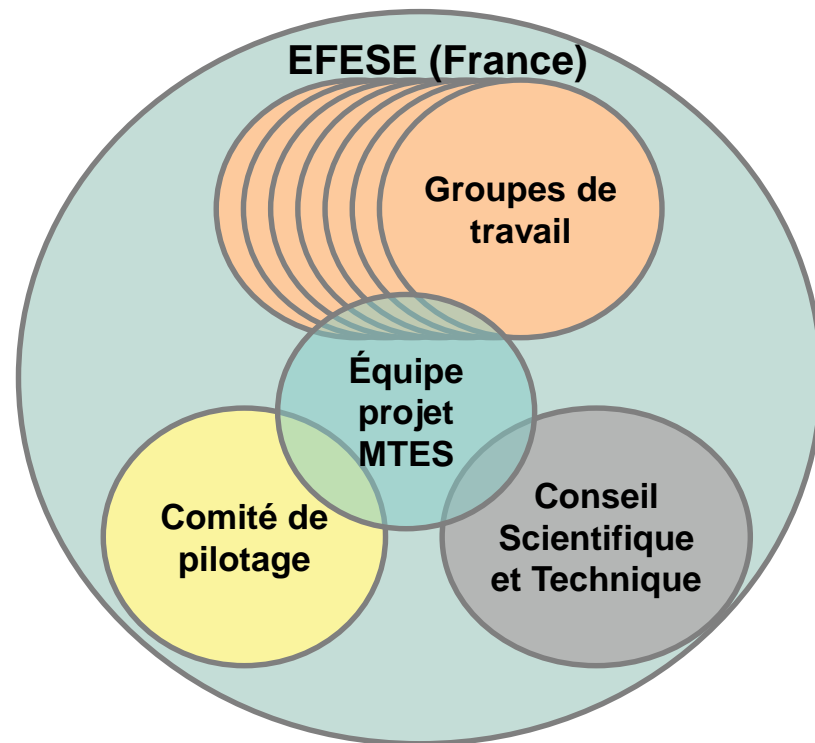 EFESE (France)
Groupes de
travail
Équipe
projet
MTES
Comité de
pilotage
Conseil
Scientifique
et Technique